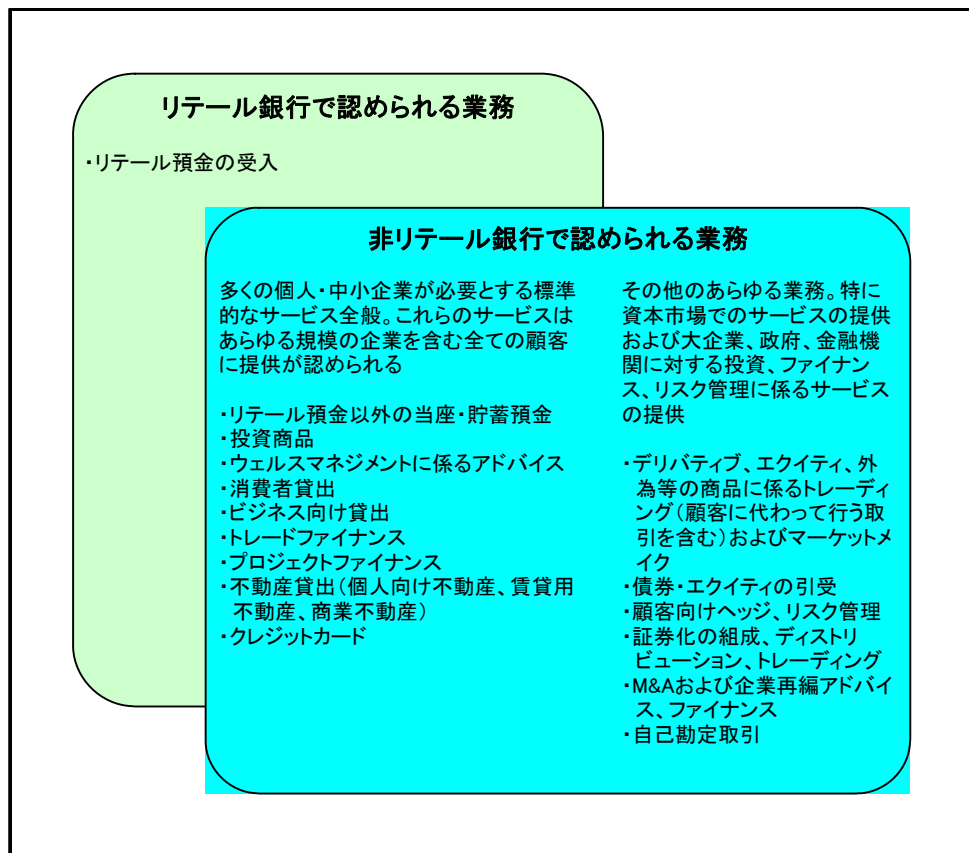 リテール銀行で認められる業務
・リテール預金の受入
非リテール銀行で認められる業務
多くの個人・中小企業が必要とする標準
的なサービス全般。これらのサービスは
あらゆる規模の企業を含む全ての顧客
に提供が認められる
・リテール預金以外の当座・貯蓄預金
・投資商品
・ウェルスマネジメントに係るアドバイス
・消費者貸出
・ビジネス向け貸出
・トレードファイナンス
・プロジェクトファイナンス
・不動産貸出（個人向け不動産、賃貸用
不動産、商業不動産）
・クレジットカード
その他のあらゆる業務。特に
資本市場でのサービスの提供
および大企業、政府、金融機
関に対する投資、ファイナン
ス、リスク管理に係るサービス
の提供
・デリバティブ、エクイティ、外
為等の商品に係るトレーディ
ング（顧客に代わって行う取
引を含む）およびマーケットメ
イク
・債券・エクイティの引受
・顧客向けヘッジ、リスク管理
・証券化の組成、ディストリ
ビューション、トレーディング
・M&Aおよび企業再編アドバイ
ス、ファイナンス
・自己勘定取引